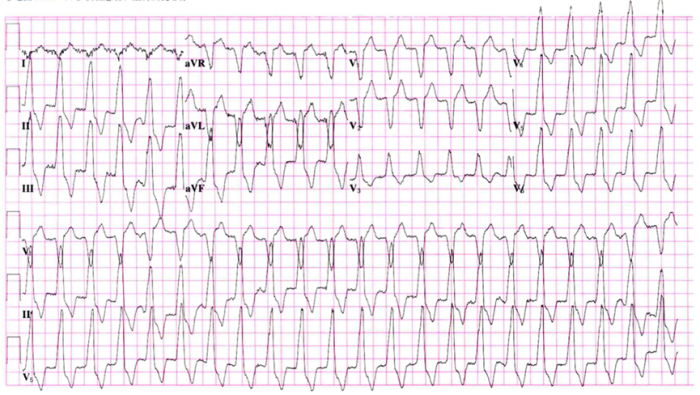 I aVR V₁ V₄
II aVL V₂ V₅
III aVF V₃ V₆
V₁
II
V₅